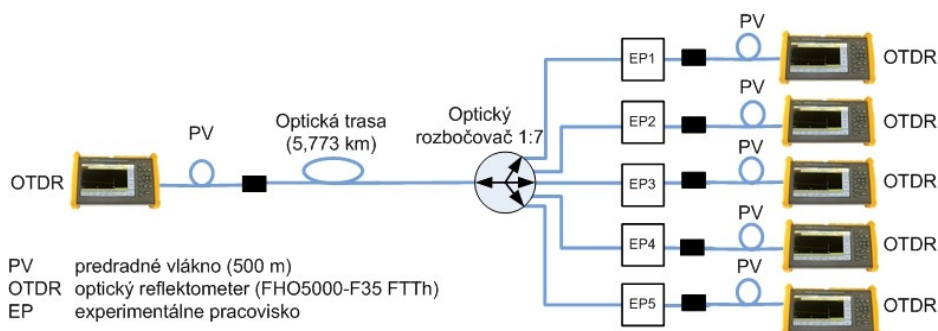 PV
OTDR
EP1
PV
OTDR
EP2
PV
OTDR
EP3
PV
OTDR
EP4
PV
OTDR
EP5
PV
OTDR
Optická trasa
(5,773 km)
Optický
rozbočovač 1:7
PV predradné vlákno (500 m)
OTDR optický reflektometer (FHO5000-F35 FTTh)
EP experimentálne pracovisko